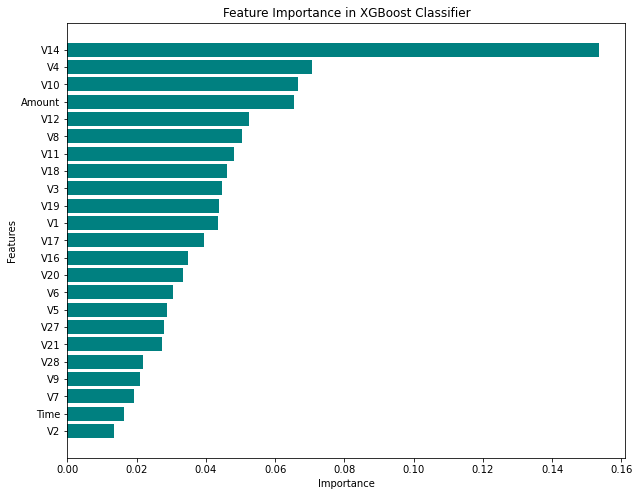 Feature Importance in XGBoost Classifier
V14
V4
V10
Amount
V12
V8
V11
V18
V3
V19
V1
V17
V16
V20
V6
V5
V27
V21
V28
V9
V7
Time
V2
Features
0.00 0.02 0.04 0.06 0.08 0.10 0.12 0.14 0.16
Importance